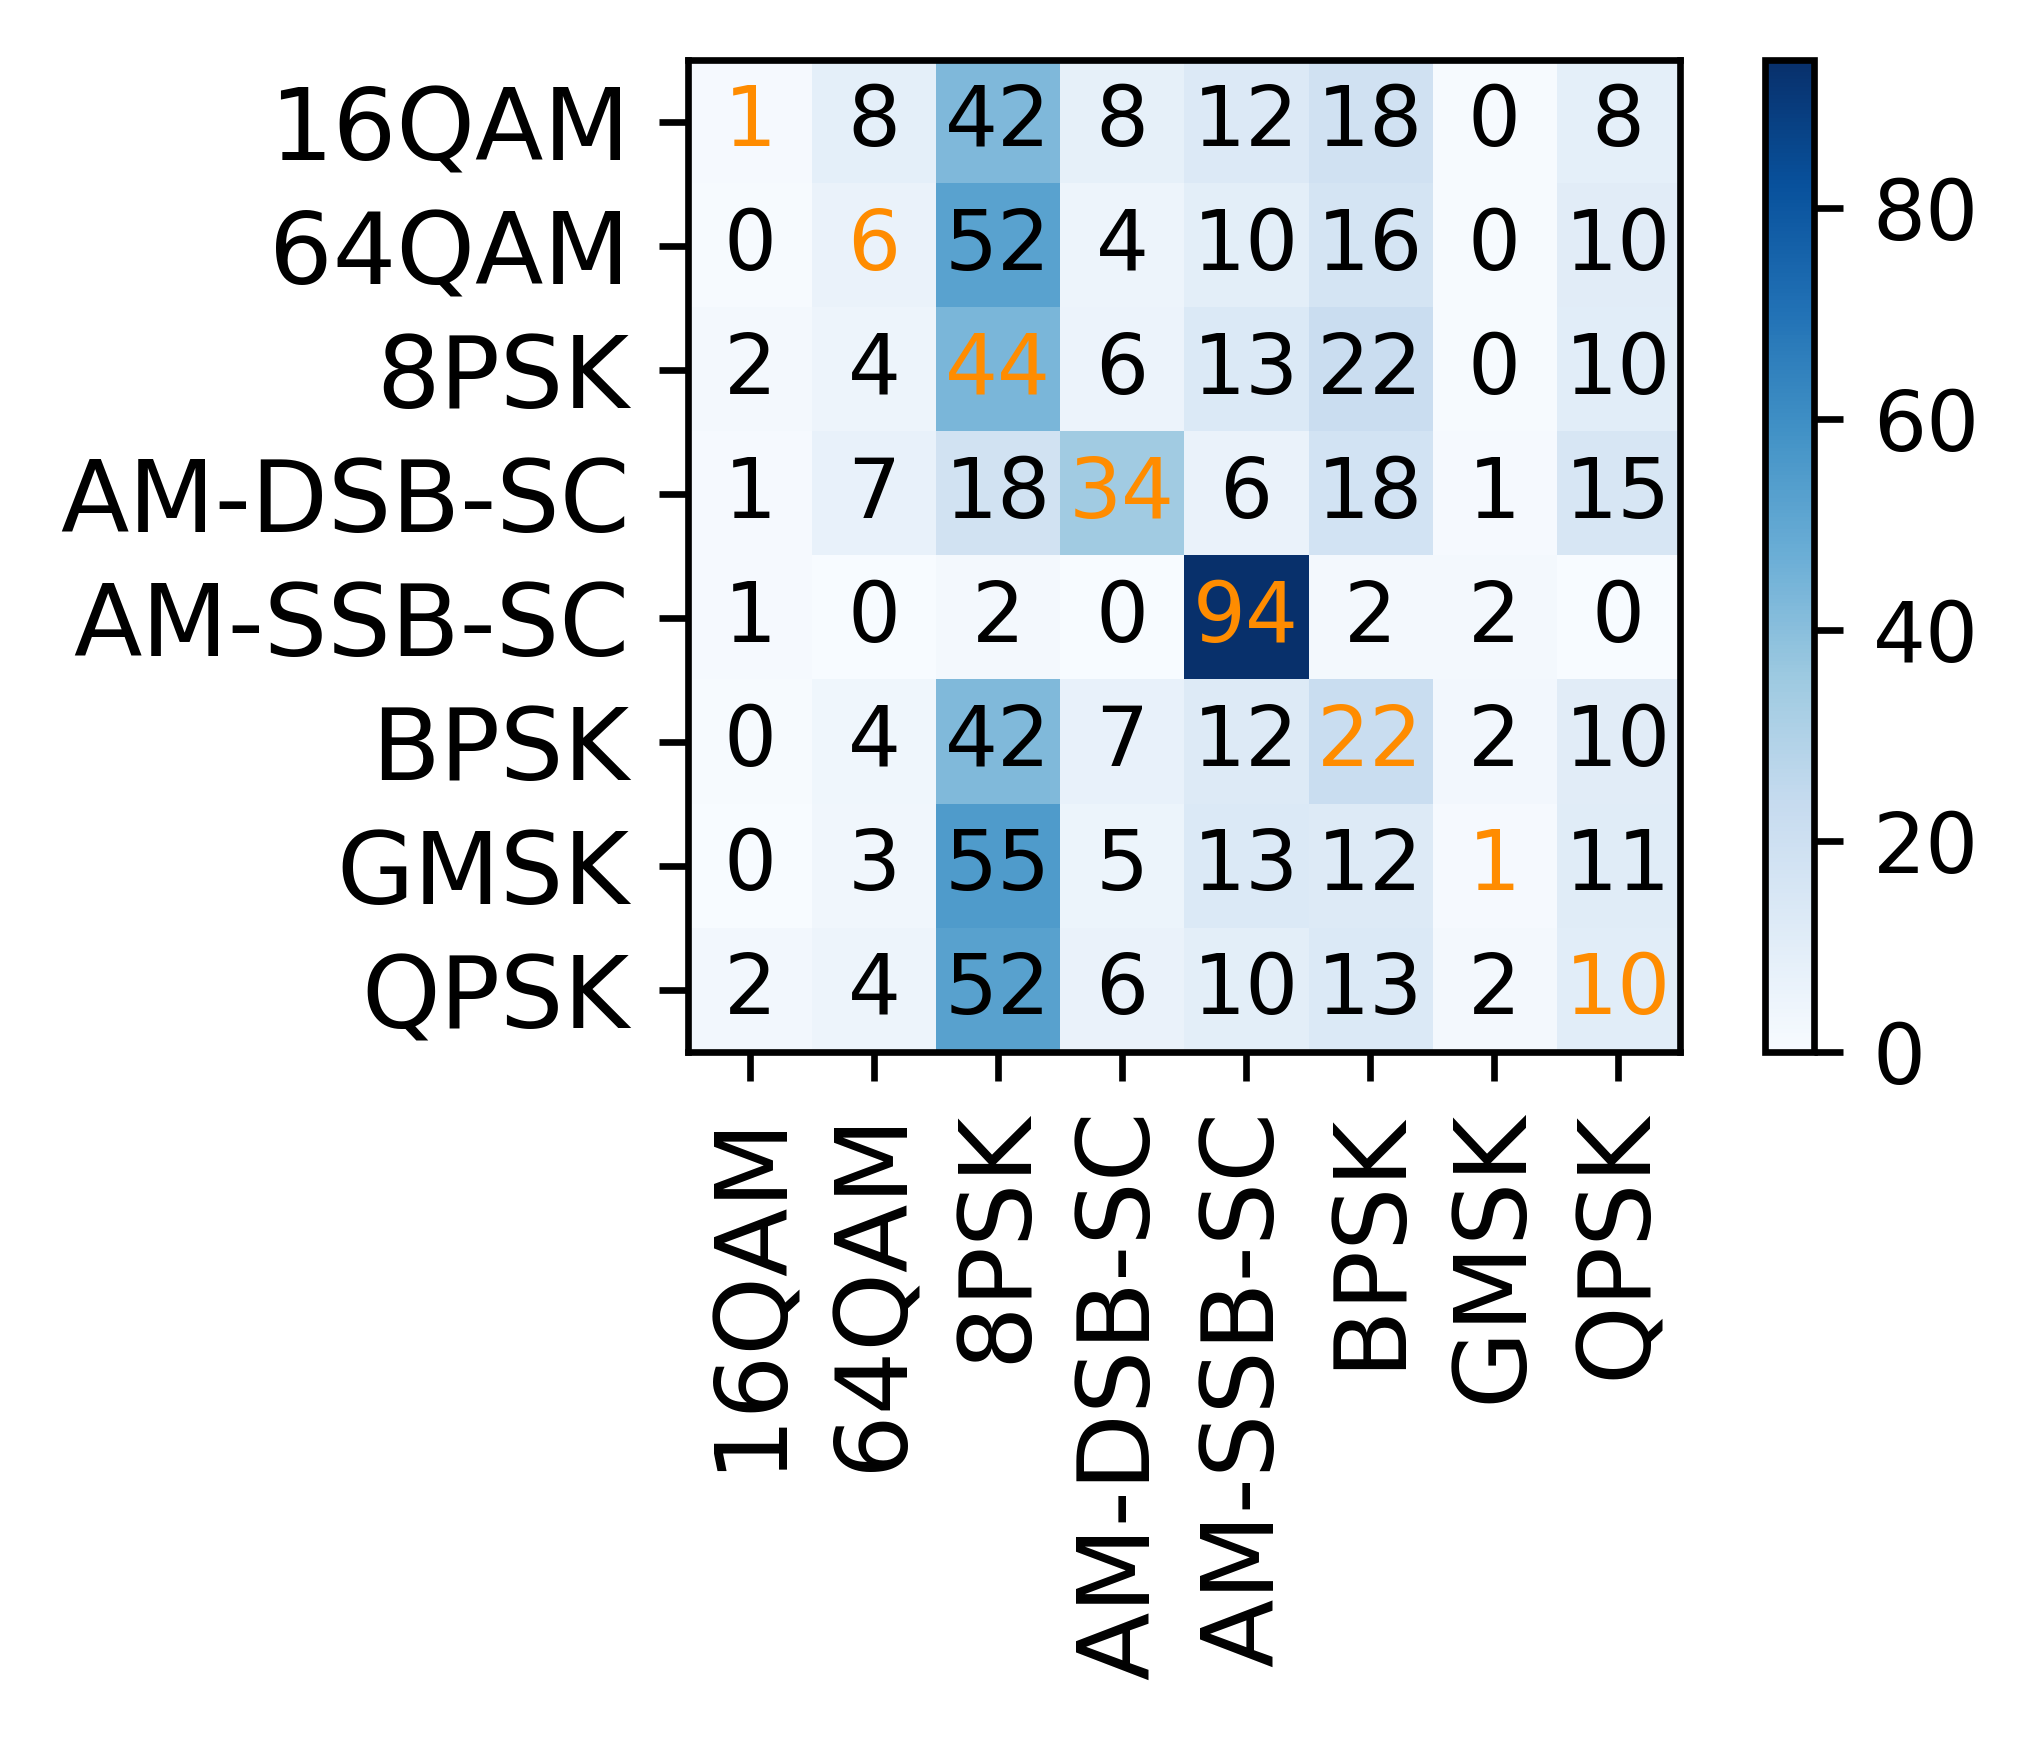 16QAM 1 8 42 8 12 18 0 8
64QAM 0 6 52 4 10 16 0 10
8PSK 2 4 44 6 13 22 0 10
AM-DSB-SC 1 7 18 34 6 18 1 15
AM-SSB-SC 1 0 2 0 94 2 2 0
BPSK 0 4 42 7 12 22 2 10
GMSK 0 3 55 5 13 12 1 11
QPSK 2 4 52 6 10 13 2 10
16QAM
64QAM
8PSK
AM-DSB-SC
AM-SSB-SC
BPSK
GMSK
QPSK
80
60
40
20
0